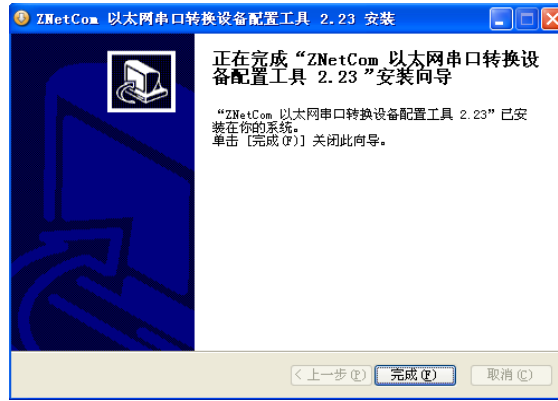 ZNetCom 以太网串口转换设备配置工具 2.23 安装
正在完成“ZNetCom 以太网串口转换设
备配置工具 2.23”安装向导
“ZNetCom 以太网串口转换设备配置工具 2.23”已安
装在你的系统。
单击 [完成(F)] 关闭此向导。
< 上一步(P) 完成(F) 取消(C)